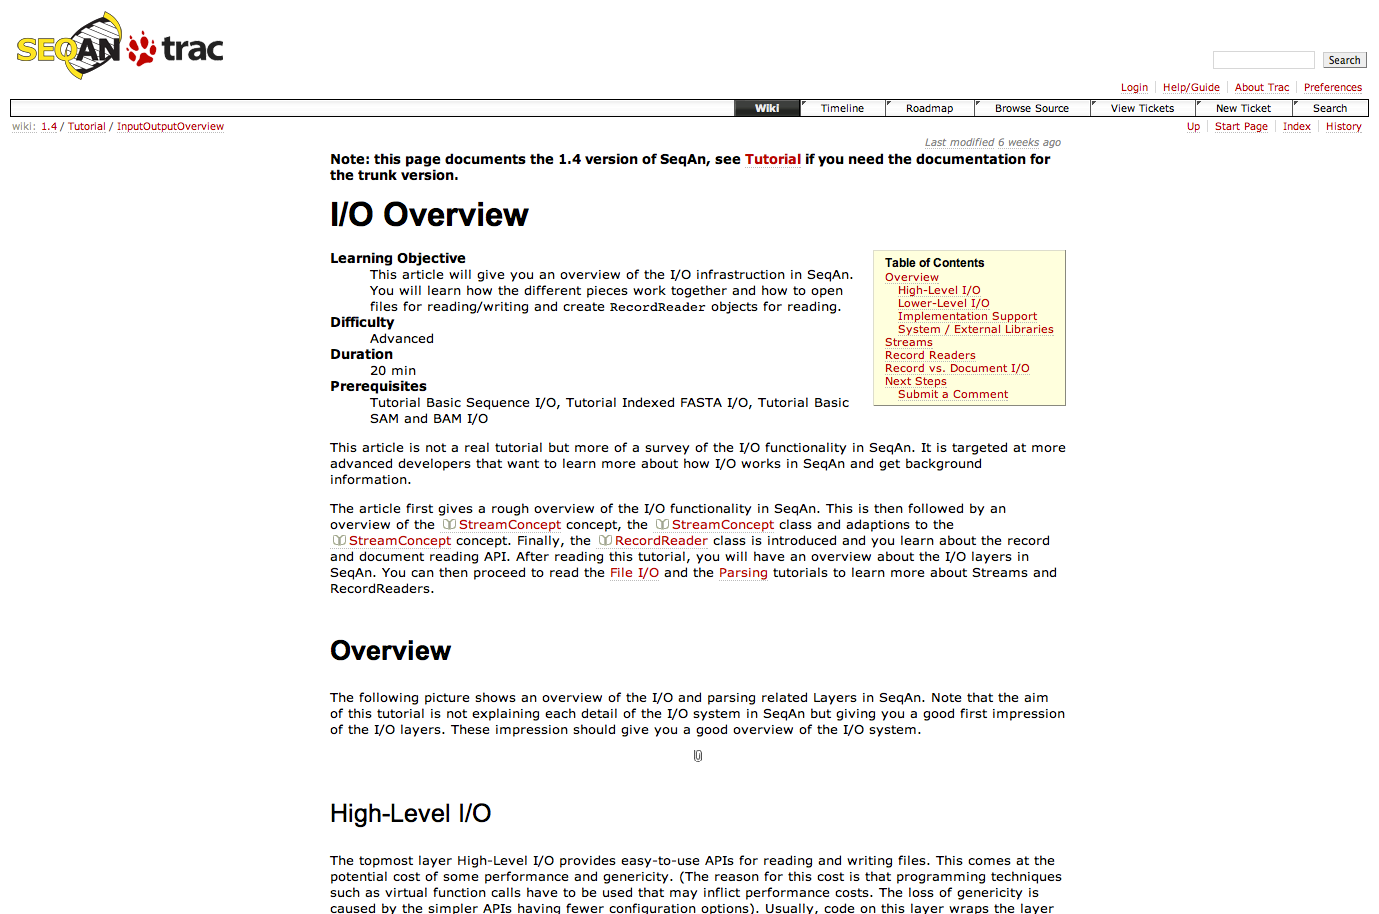 SEQAN trac
Search
Login Help/Guide About Trac Preferences
Wiki Timeline Roadmap Browse Source View Tickets New Ticket Search
wiki: 1.4 / Tutorial / InputOutputOverview
Up Start Page Index History
Last modified 6 weeks ago
Note: this page documents the 1.4 version of SeqAn, see Tutorial if you need the documentation for
the trunk version.
I/O Overview
Learning Objective
This article will give you an overview of the I/O infrastruction in SeqAn.
You will learn how the different pieces work together and how to open
files for reading/writing and create RecordReader objects for reading.
Difficulty
Advanced
Duration
20 min
Prerequisites
Tutorial Basic Sequence I/O, Tutorial Indexed FASTA I/O, Tutorial Basic
SAM and BAM I/O
Table of Contents
Overview
High-Level I/O
Lower-Level I/O
Implementation Support
System / External Libraries
Streams
Record Readers
Record vs. Document I/O
Next Steps
Submit a Comment
This article is not a real tutorial but more of a survey of the I/O functionality in SeqAn. It is targeted at more
advanced developers that want to learn more about how I/O works in SeqAn and get background
information.
The article first gives a rough overview of the I/O functionality in SeqAn. This is then followed by an
overview of the StreamConcept concept, the StreamConcept class and adaptions to the
StreamConcept concept. Finally, the RecordReader class is introduced and you learn about the record
and document reading API. After reading this tutorial, you will have an overview about the I/O layers in
SeqAn. You can then proceed to read the File I/O and the Parsing tutorials to learn more about Streams and
RecordReaders.
Overview
The following picture shows an overview of the I/O and parsing related Layers in SeqAn. Note that the aim
of this tutorial is not explaining each detail of the I/O system in SeqAn but giving you a good first impression
of the I/O layers. These impression should give you a good overview of the I/O system.
High-Level I/O
The topmost layer High-Level I/O provides easy-to-use APIs for reading and writing files. This comes at the
potential cost of some performance and genericity. (The reason for this cost is that programming techniques
such as virtual function calls have to be used that may inflict performance costs. The loss of genericity is
caused by the simpler APIs having fewer configuration options). Usually, code on this layer wraps the layer